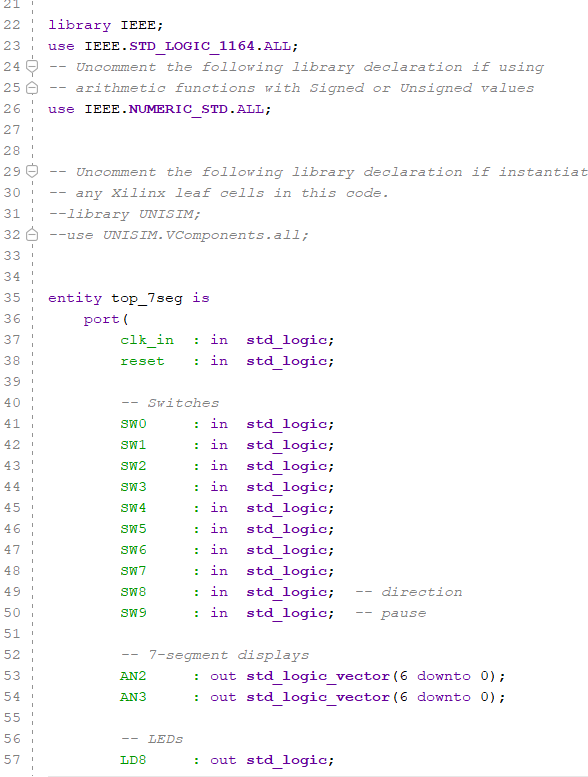 21
22 library IEEE;
23 use IEEE.STD_LOGIC_1164.ALL;
24 -- Uncomment the following library declaration if using
25 -- arithmetic functions with Signed or Unsigned values
26 use IEEE.NUMERIC_STD.ALL;
27
28
29 -- Uncomment the following library declaration if instantiat
30 -- any Xilinx leaf cells in this code.
31 --library UNISIM;
32 --use UNISIM.VComponents.all;
33
34
35 entity top_7seg is
36     port(
37         clk_in  : in  std_logic;
38         reset   : in  std_logic;
39
40         -- Switches
41         SW0     : in  std_logic;
42         SW1     : in  std_logic;
43         SW2     : in  std_logic;
44         SW3     : in  std_logic;
45         SW4     : in  std_logic;
46         SW5     : in  std_logic;
47         SW6     : in  std_logic;
48         SW7     : in  std_logic;
49         SW8     : in  std_logic;  -- direction
50         SW9     : in  std_logic;  -- pause
51
52         -- 7-segment displays
53         AN2     : out std_logic_vector(6 downto 0);
54         AN3     : out std_logic_vector(6 downto 0);
55
56         -- LEDs
57         LD8     : out std_logic;